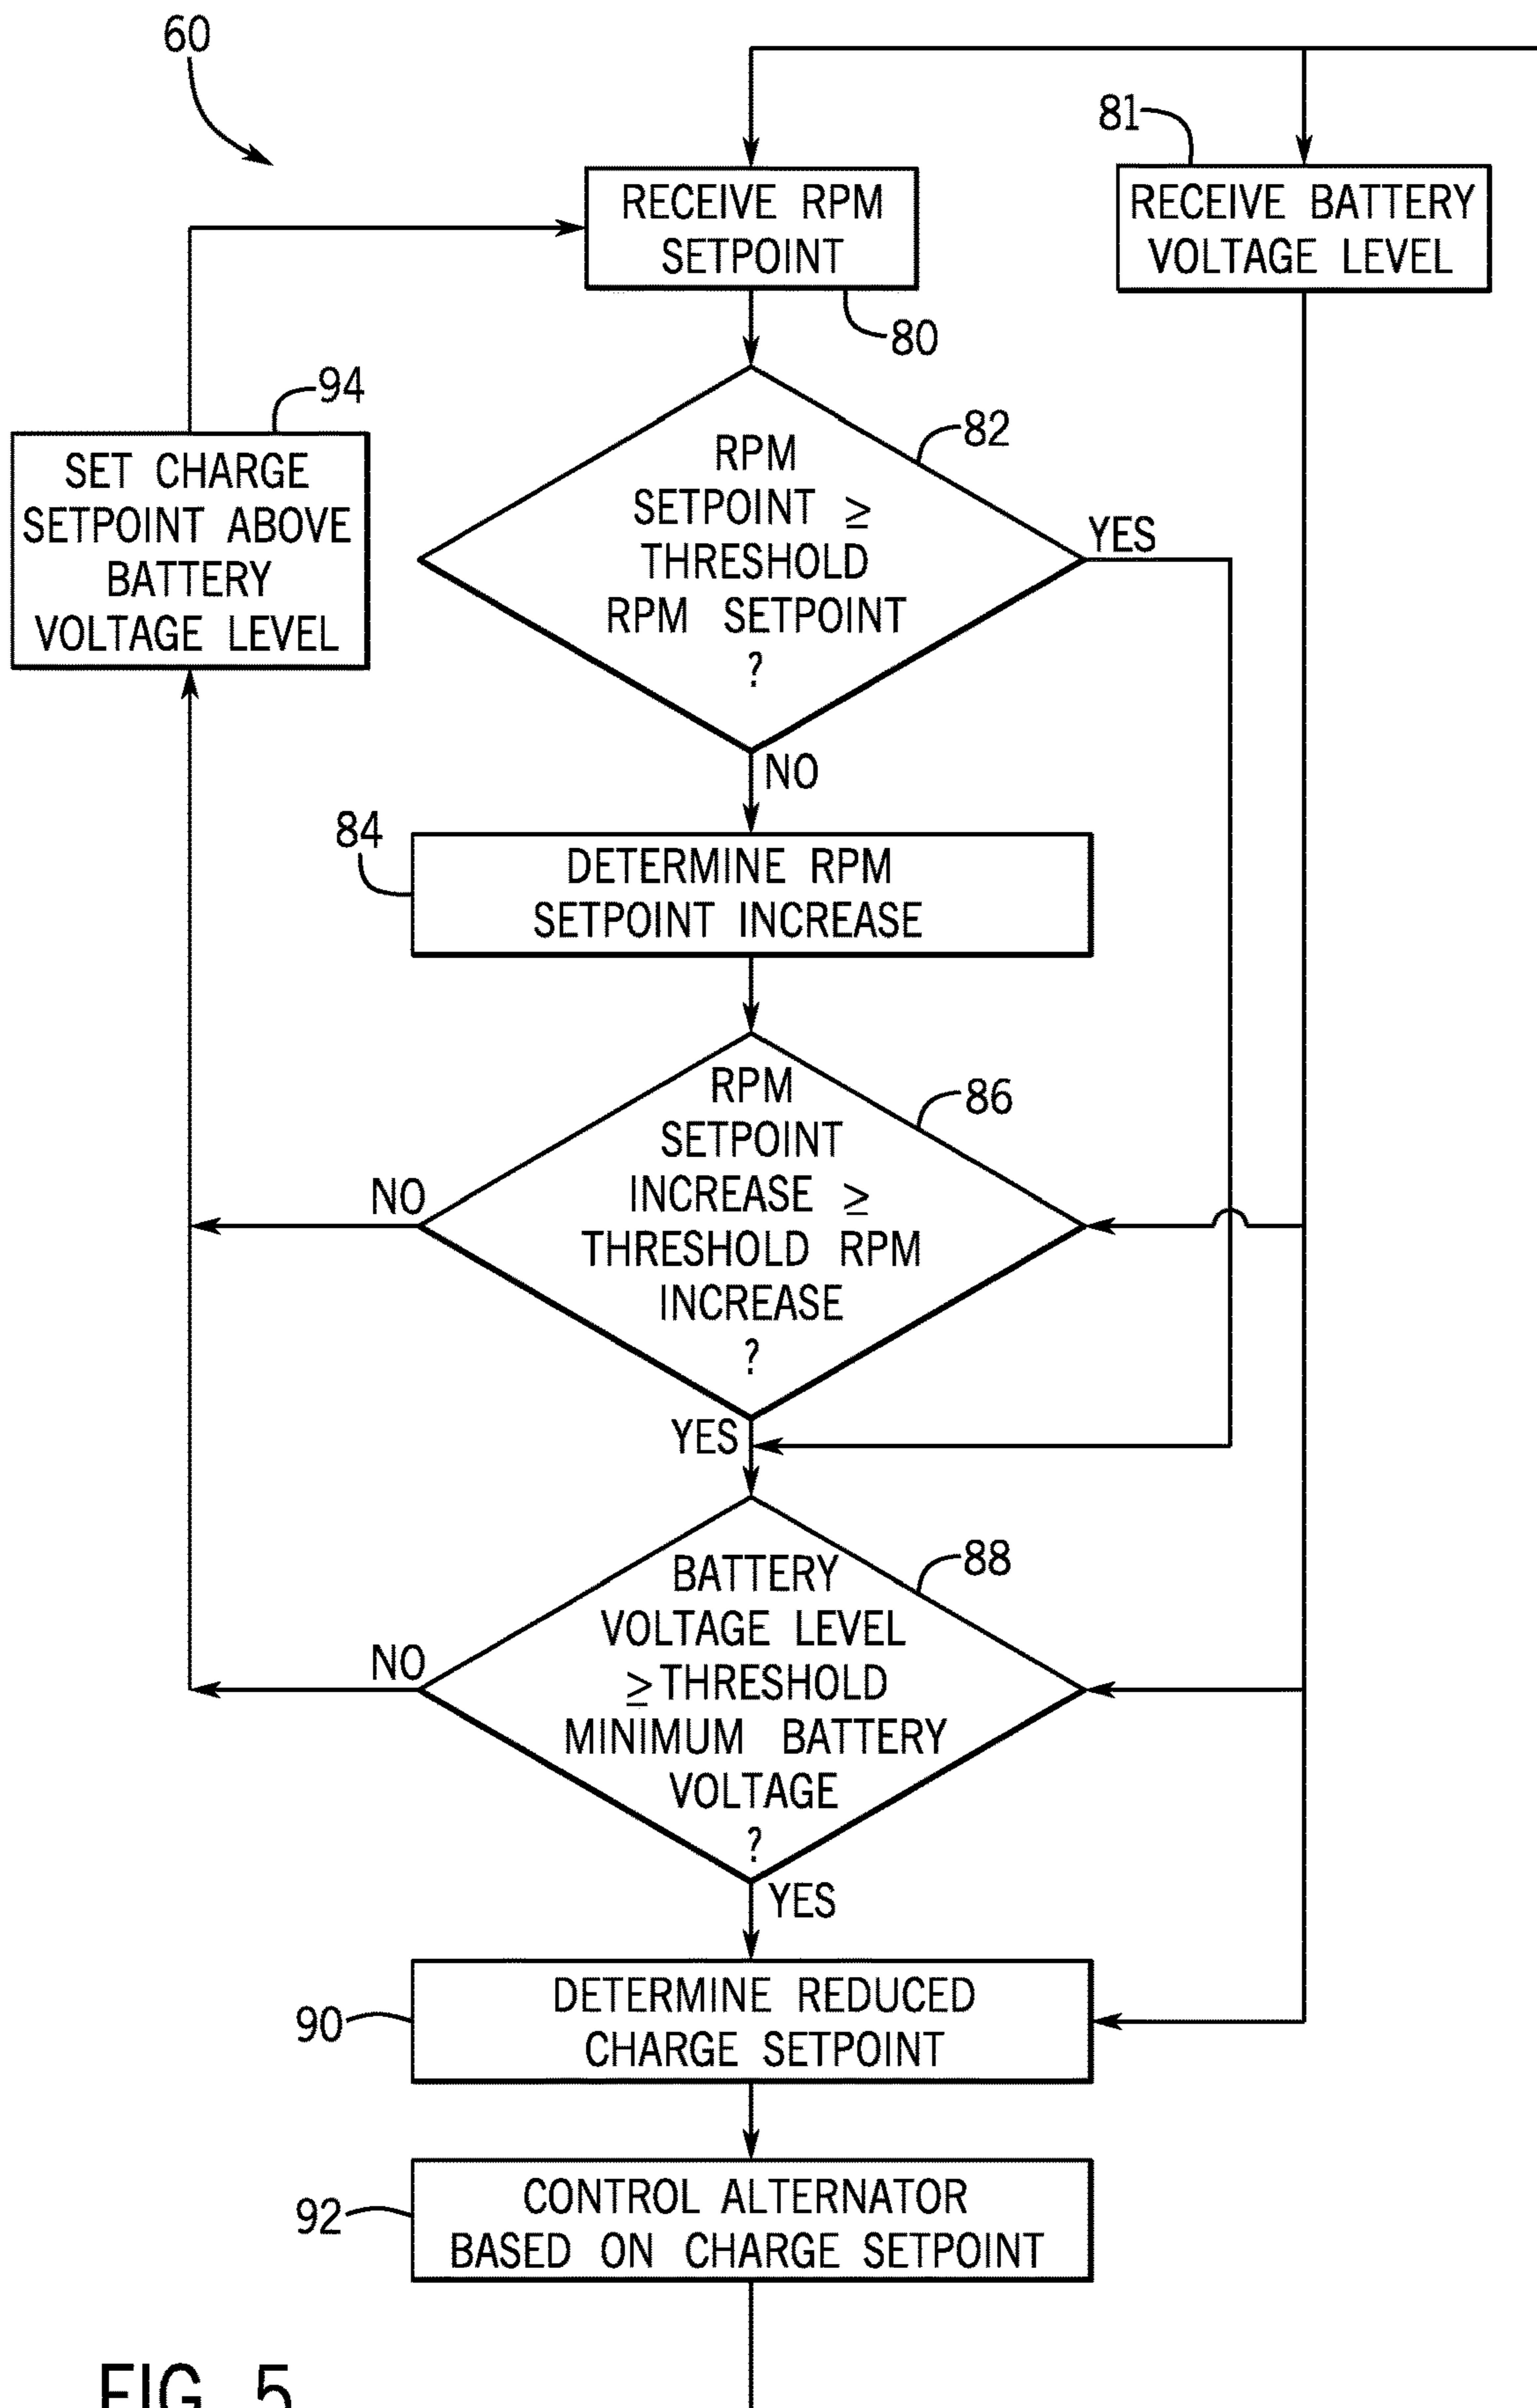 60
81
RECEIVE RPM
SETPOINT
80
RECEIVE BATTERY
VOLTAGE LEVEL
94
SET CHARGE
SETPOINT ABOVE
BATTERY
VOLTAGE LEVEL
82
RPM
SETPOINT ≥
THRESHOLD
RPM SETPOINT
?
YES
NO
84
DETERMINE RPM
SETPOINT INCREASE
86
RPM
SETPOINT
INCREASE ≥
THRESHOLD RPM
INCREASE
?
NO
YES
88
BATTERY
VOLTAGE LEVEL
≥ THRESHOLD
MINIMUM BATTERY
VOLTAGE
?
NO
YES
90
DETERMINE REDUCED
CHARGE SETPOINT
92
CONTROL ALTERNATOR
BASED ON CHARGE SETPOINT
FIG. 5